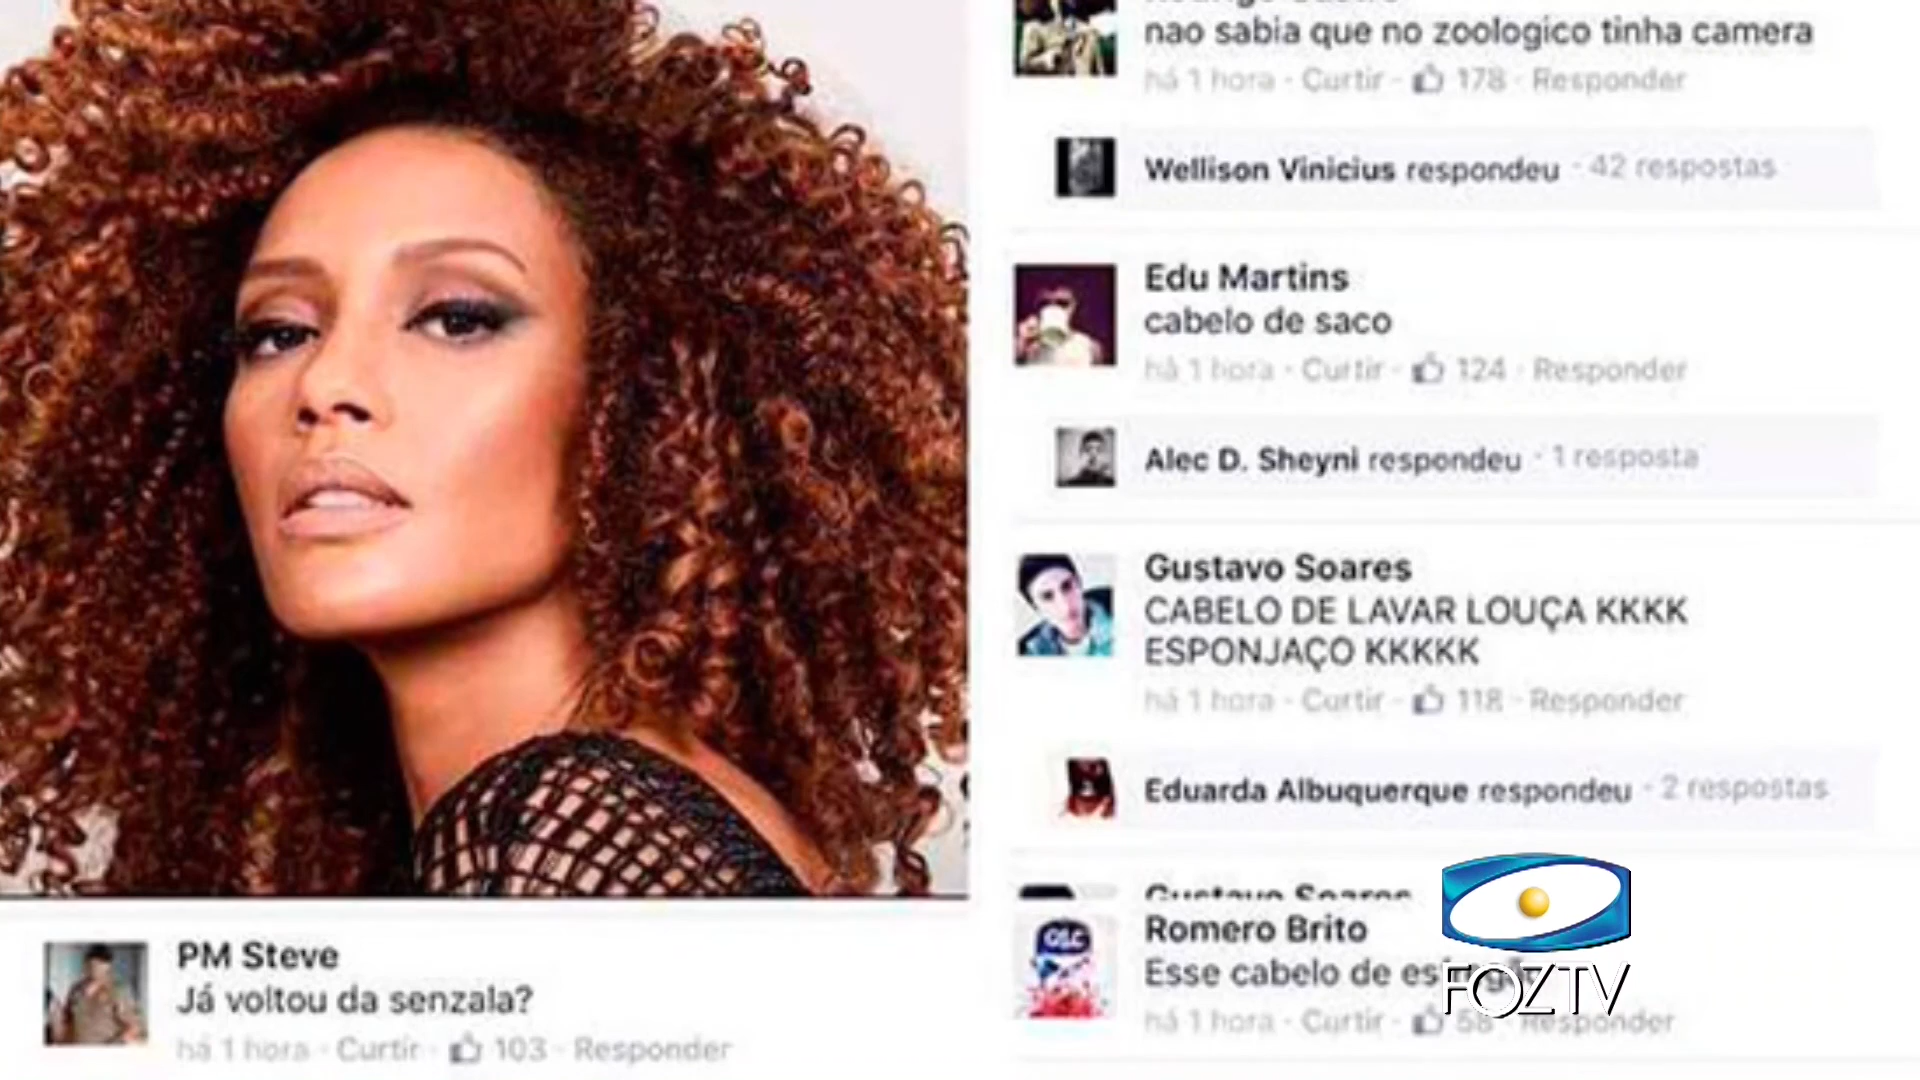 nao sabia que no zoologico tinha camera
há 1 hora · Curtir · 178 · Responder
Wellison Vinicius respondeu · 42 respostas
Edu Martins
cabelo de saco
há 1 hora · Curtir · 124 · Responder
Alec D. Sheyni respondeu · 1 resposta
Gustavo Soares
CABELO DE LAVAR LOUÇA KKKK
ESPONJAÇO KKKKK
há 1 hora · Curtir · 118 · Responder
Eduarda Albuquerque respondeu · 2 respostas
Gustavo Soares
Romero Brito
Esse cabelo de
há 1 hora · Curtir · 58 · Responder
FOZTV
PM Steve
Já voltou da senzala?
há 1 hora · Curtir · 103 · Responder